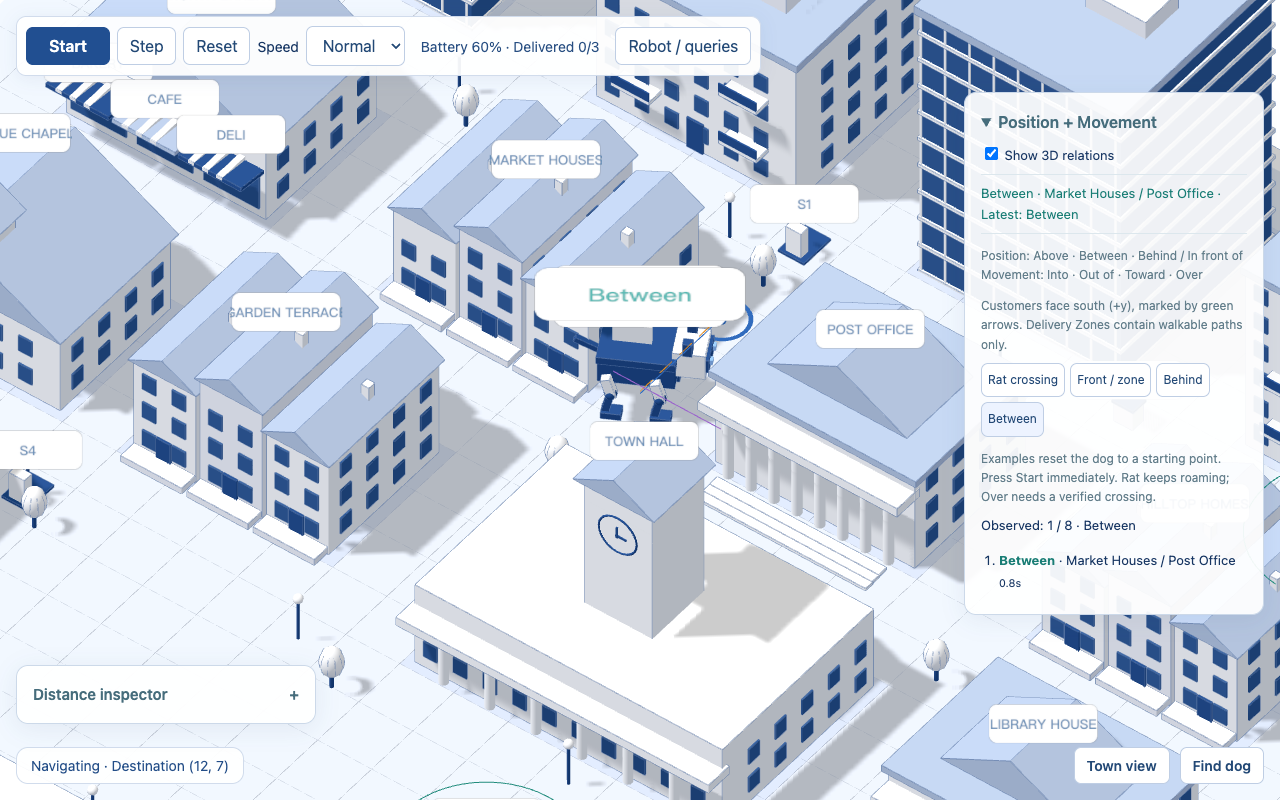 Start
Step
Reset
Speed
Normal
Battery 60% · Delivered 0/3
Robot / queries
CAFE
DELI
UE CHAPEL
MARKET HOUSES
S1
GARDEN TERRACE
Between
POST OFFICE
S4
TOWN HALL
LIBRARY HOUSE
▼ Position + Movement
Show 3D relations
Between · Market Houses / Post Office ·
Latest: Between
Position: Above · Between · Behind / In front of
Movement: Into · Out of · Toward · Over
Customers face south (+y), marked by green
arrows. Delivery Zones contain walkable paths
only.
Rat crossing
Front / zone
Behind
Between
Examples reset the dog to a starting point.
Press Start immediately. Rat keeps roaming;
Over needs a verified crossing.
Observed: 1 / 8 · Between
1. Between · Market Houses / Post Office
0.8s
Distance inspector
+
Navigating · Destination (12, 7)
Town view
Find dog